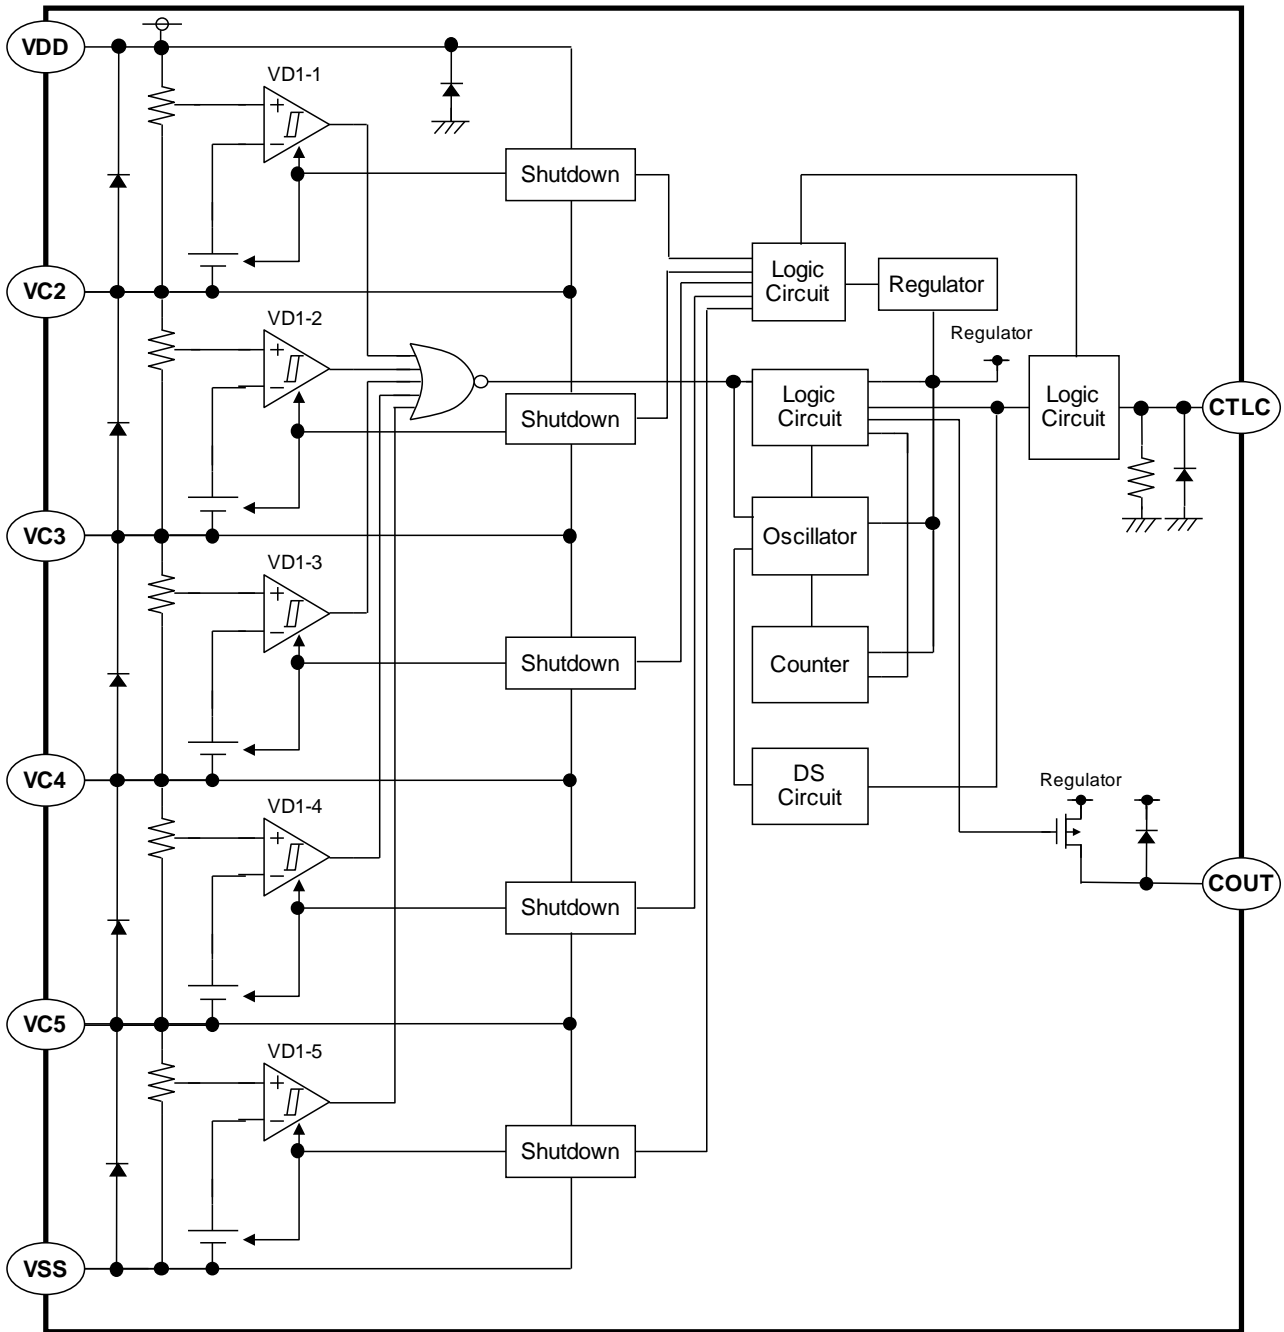 VDD
VD1-1
+
−
Shutdown
VC2
Logic
Circuit
Regulator
VD1-2
+
−
Regulator
Shutdown
Logic
Circuit
Logic
Circuit
CTLC
VC3
Oscillator
VD1-3
+
−
Shutdown
Counter
VC4
DS
Circuit
Regulator
VD1-4
+
−
Shutdown
COUT
VC5
VD1-5
+
−
Shutdown
VSS